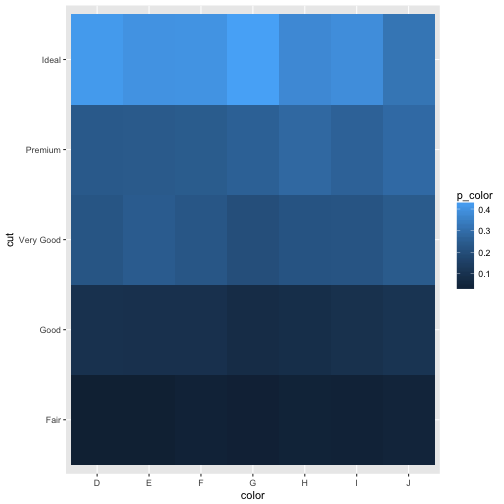 Ideal
Premium
Very Good
Good
Fair
cut
D E F G H I J
color
p_color
0.4
0.3
0.2
0.1